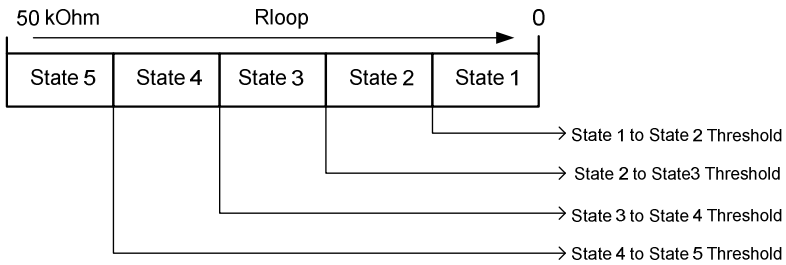 50 kOhm Rloop 0
State 5 State 4 State 3 State 2 State 1
State 1 to State 2 Threshold
State 2 to State3 Threshold
State 3 to State 4 Threshold
State 4 to State 5 Threshold